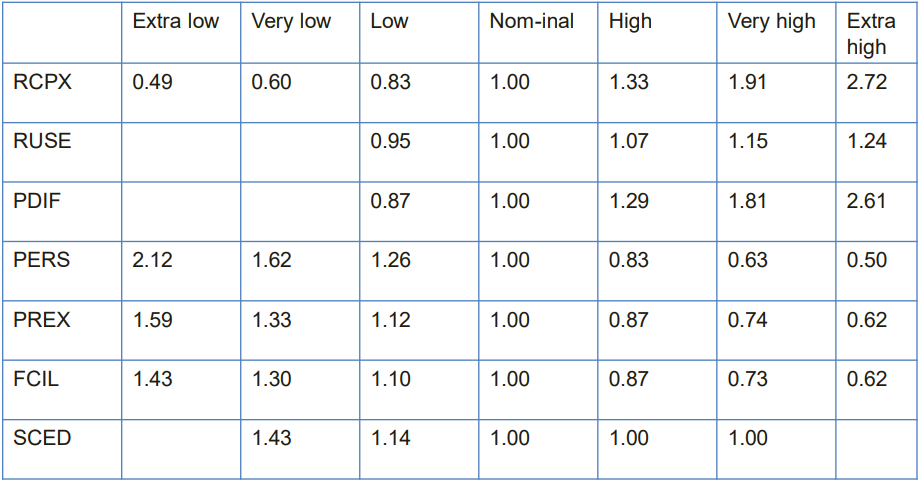 Extra low Very low Low Nom-inal High Very high Extra
high
RCPX 0.49 0.60 0.83 1.00 1.33 1.91 2.72
RUSE 0.95 1.00 1.07 1.15 1.24
PDIF 0.87 1.00 1.29 1.81 2.61
PERS 2.12 1.62 1.26 1.00 0.83 0.63 0.50
PREX 1.59 1.33 1.12 1.00 0.87 0.74 0.62
FCIL 1.43 1.30 1.10 1.00 0.87 0.73 0.62
SCED 1.43 1.14 1.00 1.00 1.00